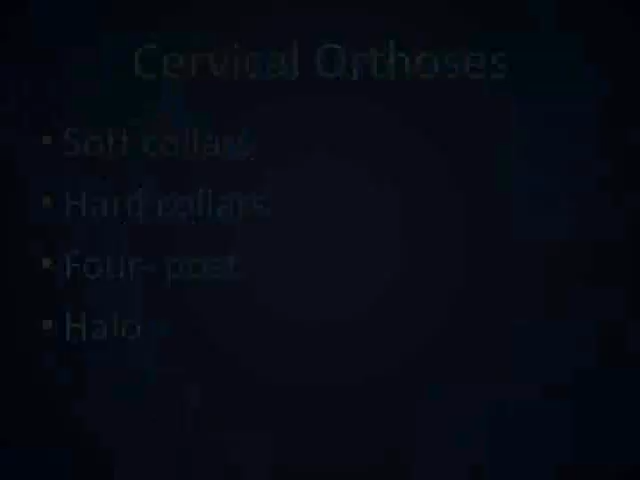 Cervical Orthoses
▪ Soft collars
▪ Hard collars
▪ Four- post
▪ Halo